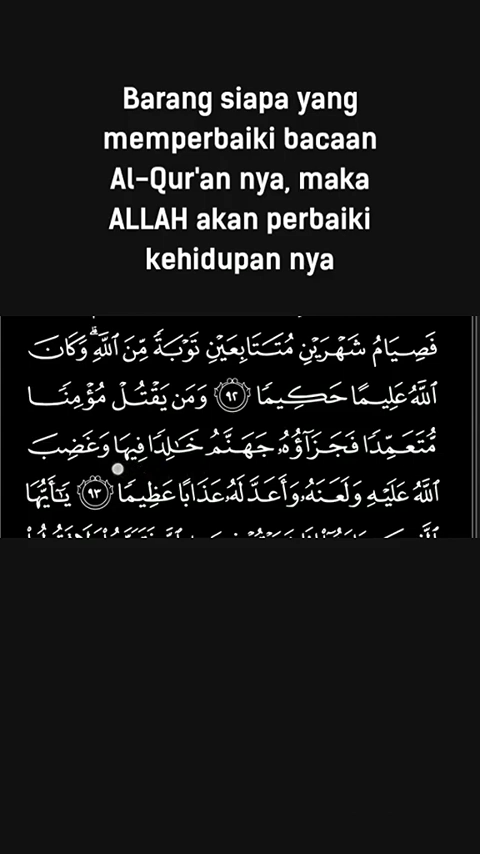 Barang siapa yang
memperbaiki bacaan
Al-Qur'an nya, maka
ALLAH akan perbaiki
kehidupan nya
فَصِيَامُ شَهْرَيْنِ مُتَتَابِعَيْنِ تَوْبَةً مِّنَ ٱللَّهِۗ وَكَانَ
ٱللَّهُ عَلِيمًا حَكِيمًا ٩٢ وَمَن يَقْتُلْ مُؤْمِنًا
مُّتَعَمِّدًا فَجَزَآؤُهُۥ جَهَنَّمُ خَـٰلِدًا فِيهَا وَغَضِبَ
ٱللَّهُ عَلَيْهِ وَلَعَنَهُۥ وَأَعَدَّ لَهُۥ عَذَابًا عَظِيمًا ٩٣ يَـٰٓأَيُّهَا